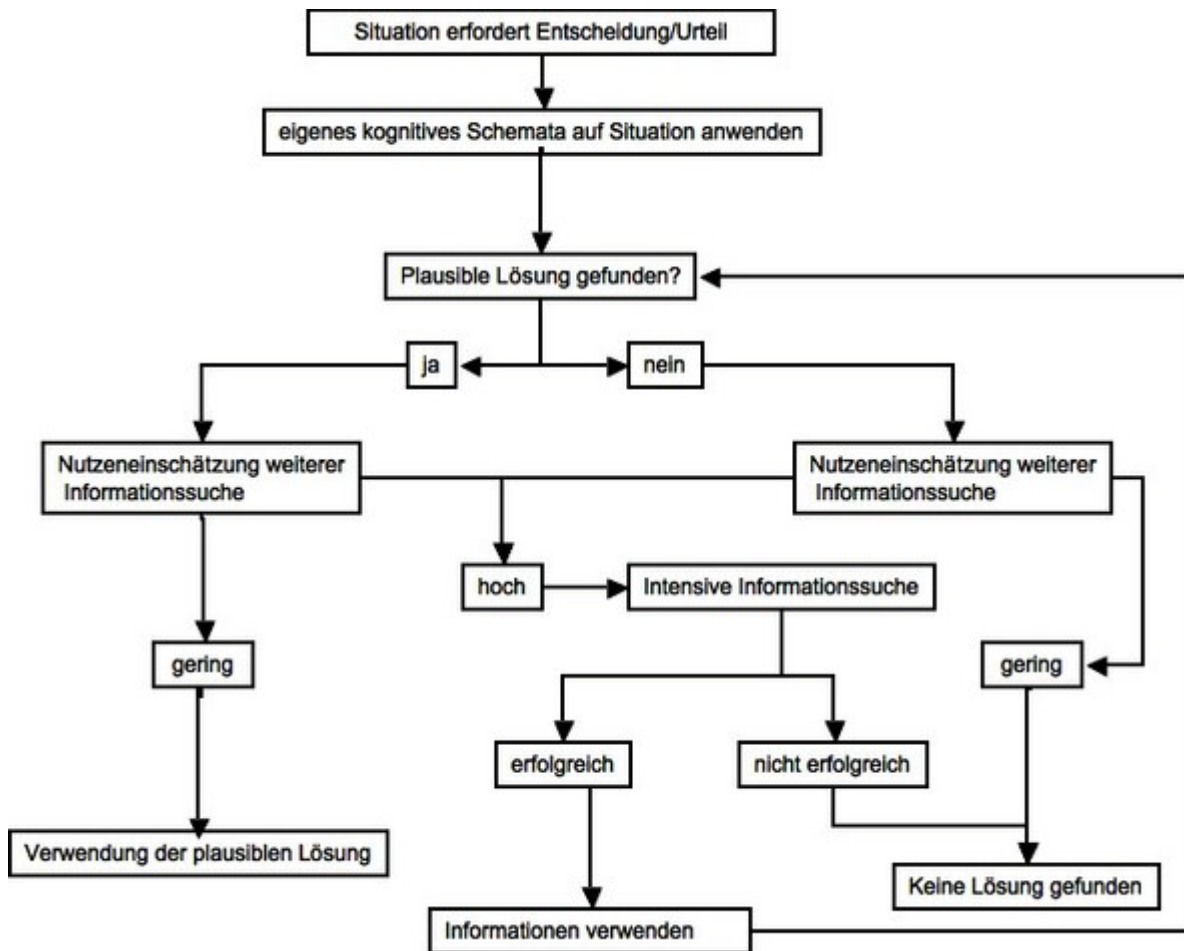 Situation erfordert Entscheidung/Urteil
eigenes kognitives Schemata auf Situation anwenden
Plausible Lösung gefunden?
ja
nein
Nutzeneinschätzung weiterer
Informationssuche
Nutzeneinschätzung weiterer
Informationssuche
hoch
Intensive Informationssuche
gering
gering
erfolgreich
nicht erfolgreich
Verwendung der plausiblen Lösung
Keine Lösung gefunden
Informationen verwenden